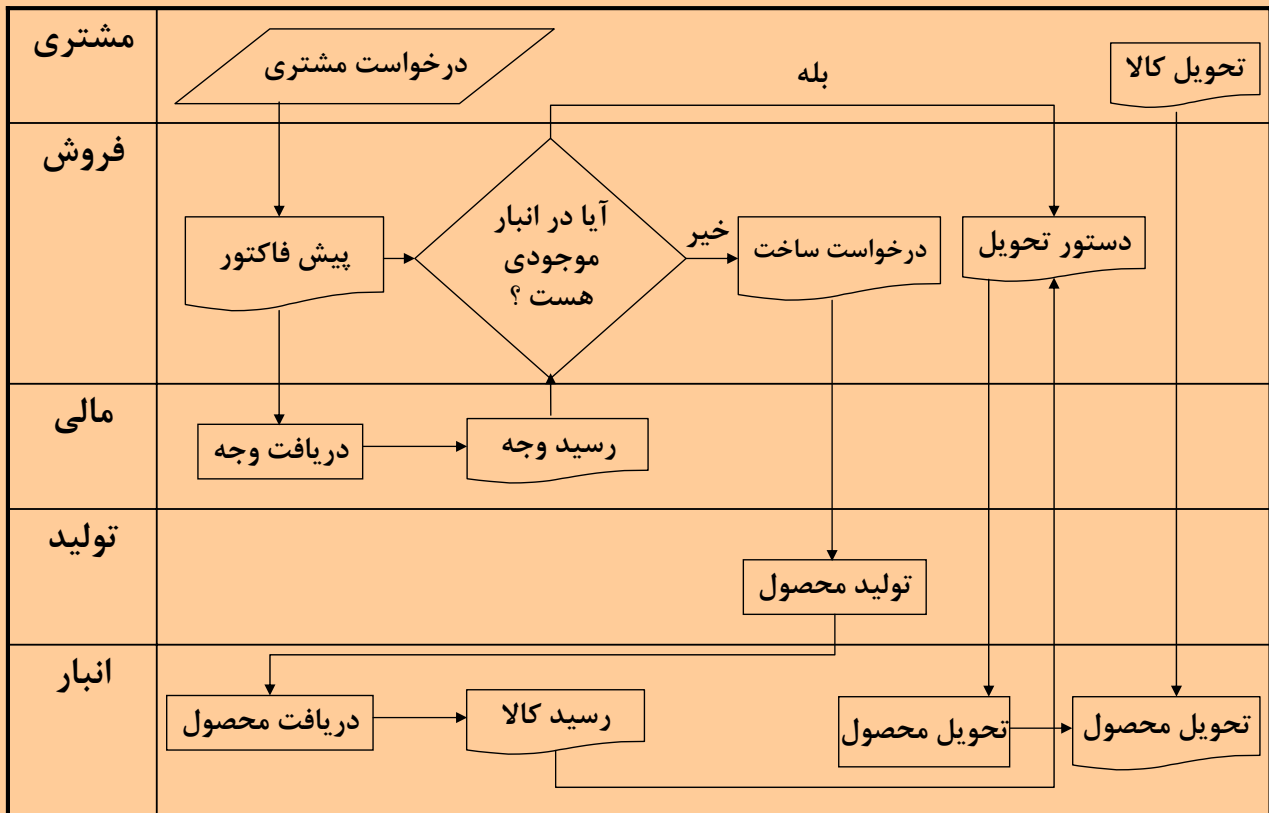 مشتری
درخواست مشتری
بله
تحویل کالا
فروش
پیش فاکتور
آیا در انبار
موجودی
هست ؟
خیر
درخواست ساخت
دستور تحویل
مالی
دریافت وجه
رسید وجه
تولید
تولید محصول
انبار
دریافت محصول
رسید کالا
تحویل محصول
تحویل محصول